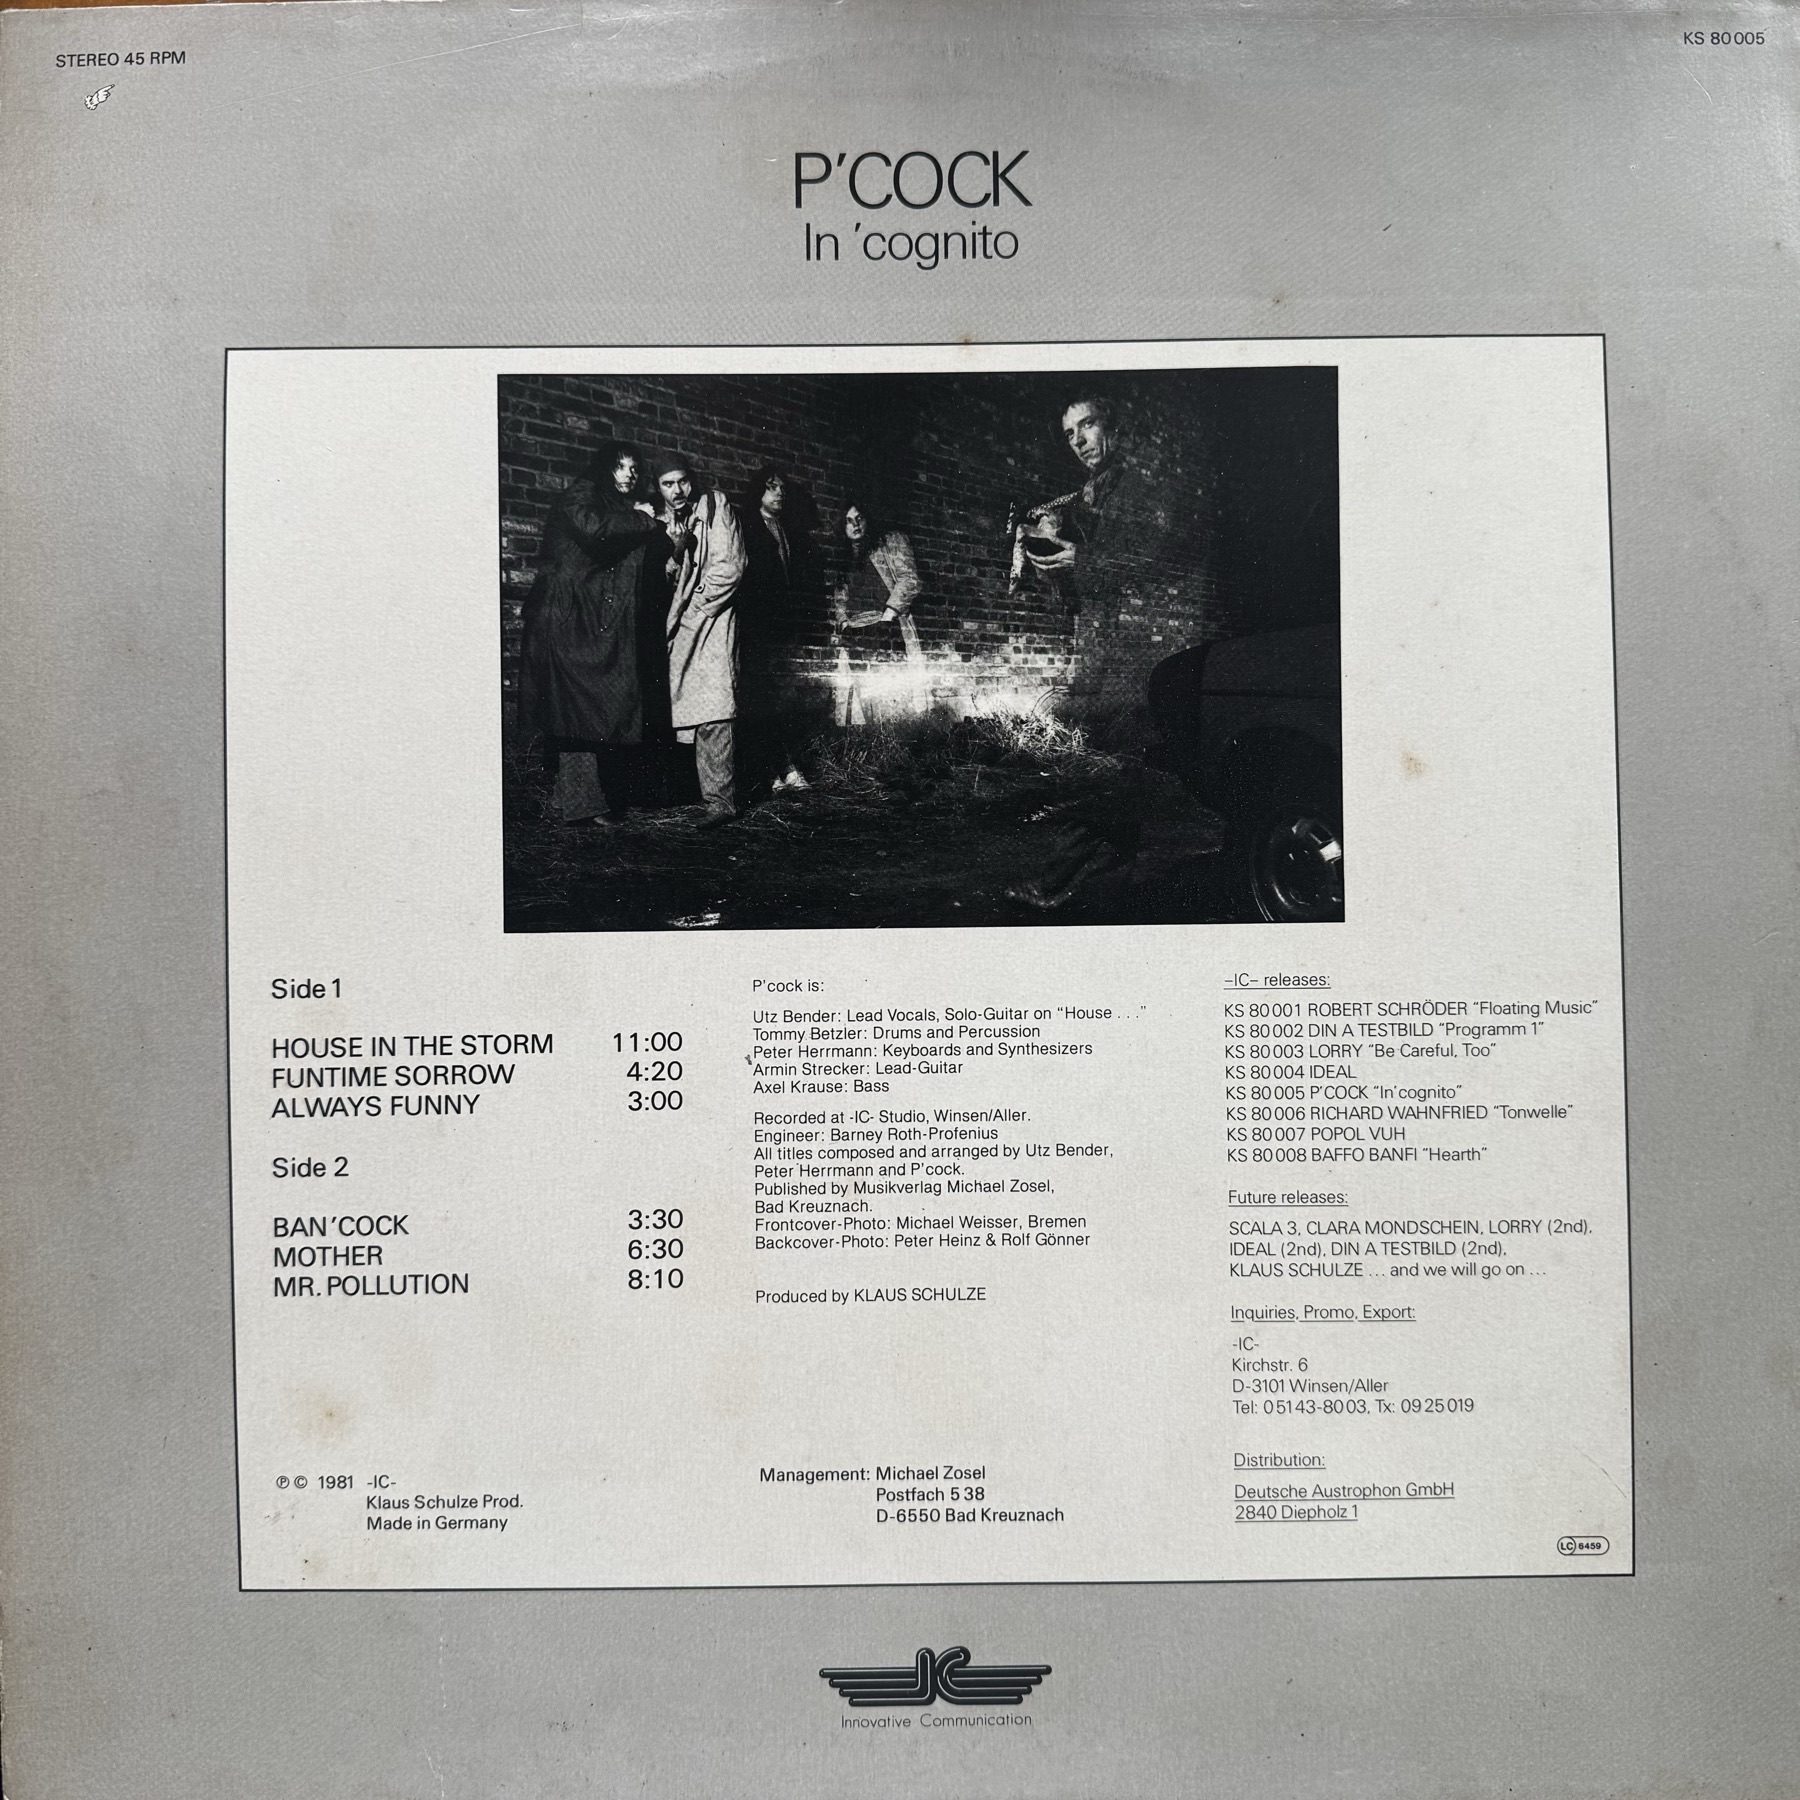 STEREO 45 RPM
KS 80 005
P'COCK
In 'cognito
Side 1
HOUSE IN THE STORM 11:00
FUNTIME SORROW 4:20
ALWAYS FUNNY 3:00
Side 2
BAN'COCK 3:30
MOTHER 6:30
MR. POLLUTION 8:10
℗© 1981 -IC-
Klaus Schulze Prod.
Made in Germany
P'cock is:
Utz Bender: Lead Vocals, Solo-Guitar on “House . . .”
Tommy Betzler: Drums and Percussion
Peter Herrmann: Keyboards and Synthesizers
Armin Strecker: Lead-Guitar
Axel Krause: Bass
Recorded at -IC- Studio, Winsen/Aller.
Engineer: Barney Roth-Profenius
All titles composed and arranged by Utz Bender,
Peter Herrmann and P'cock.
Published by Musikverlag Michael Zosel,
Bad Kreuznach.
Frontcover-Photo: Michael Weisser, Bremen
Backcover-Photo: Peter Heinz & Rolf Gönner
Produced by KLAUS SCHULZE
Management: Michael Zosel
Postfach 5 38
D-6550 Bad Kreuznach
–IC– releases:
KS 80 001 ROBERT SCHRÖDER “Floating Music”
KS 80 002 DIN A TESTBILD “Programm 1”
KS 80 003 LORRY “Be Careful, Too”
KS 80 004 IDEAL
KS 80 005 P'COCK “In'cognito”
KS 80 006 RICHARD WAHNFRIED “Tonwelle”
KS 80 007 POPOL VUH
KS 80 008 BAFFO BANFI “Hearth”
Future releases:
SCALA 3, CLARA MONDSCHEIN, LORRY (2nd),
IDEAL (2nd), DIN A TESTBILD (2nd),
KLAUS SCHULZE ... and we will go on ...
Inquiries, Promo, Export:
-IC-
Kirchstr. 6
D-3101 Winsen/Aller
Tel: 0 51 43-80 03, Tx: 09 25 019
Distribution:
Deutsche Austrophon GmbH
2840 Diepholz 1
LC 6459
IC
Innovative Communication